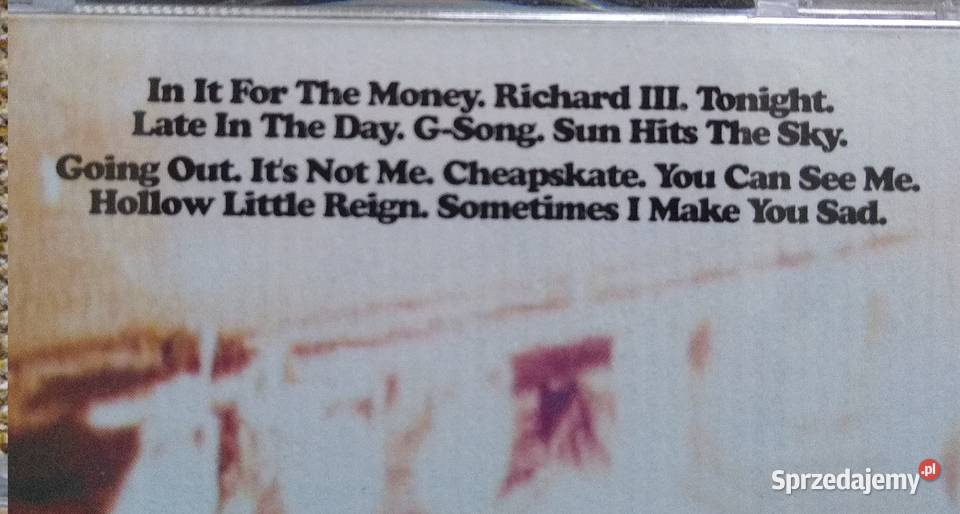 In It For The Money. Richard III. Tonight.
Late In The Day. G-Song. Sun Hits The Sky.
Going Out. It's Not Me. Cheapskate. You Can See Me.
Hollow Little Reign. Sometimes I Make You Sad.
Sprzedajemy.pl